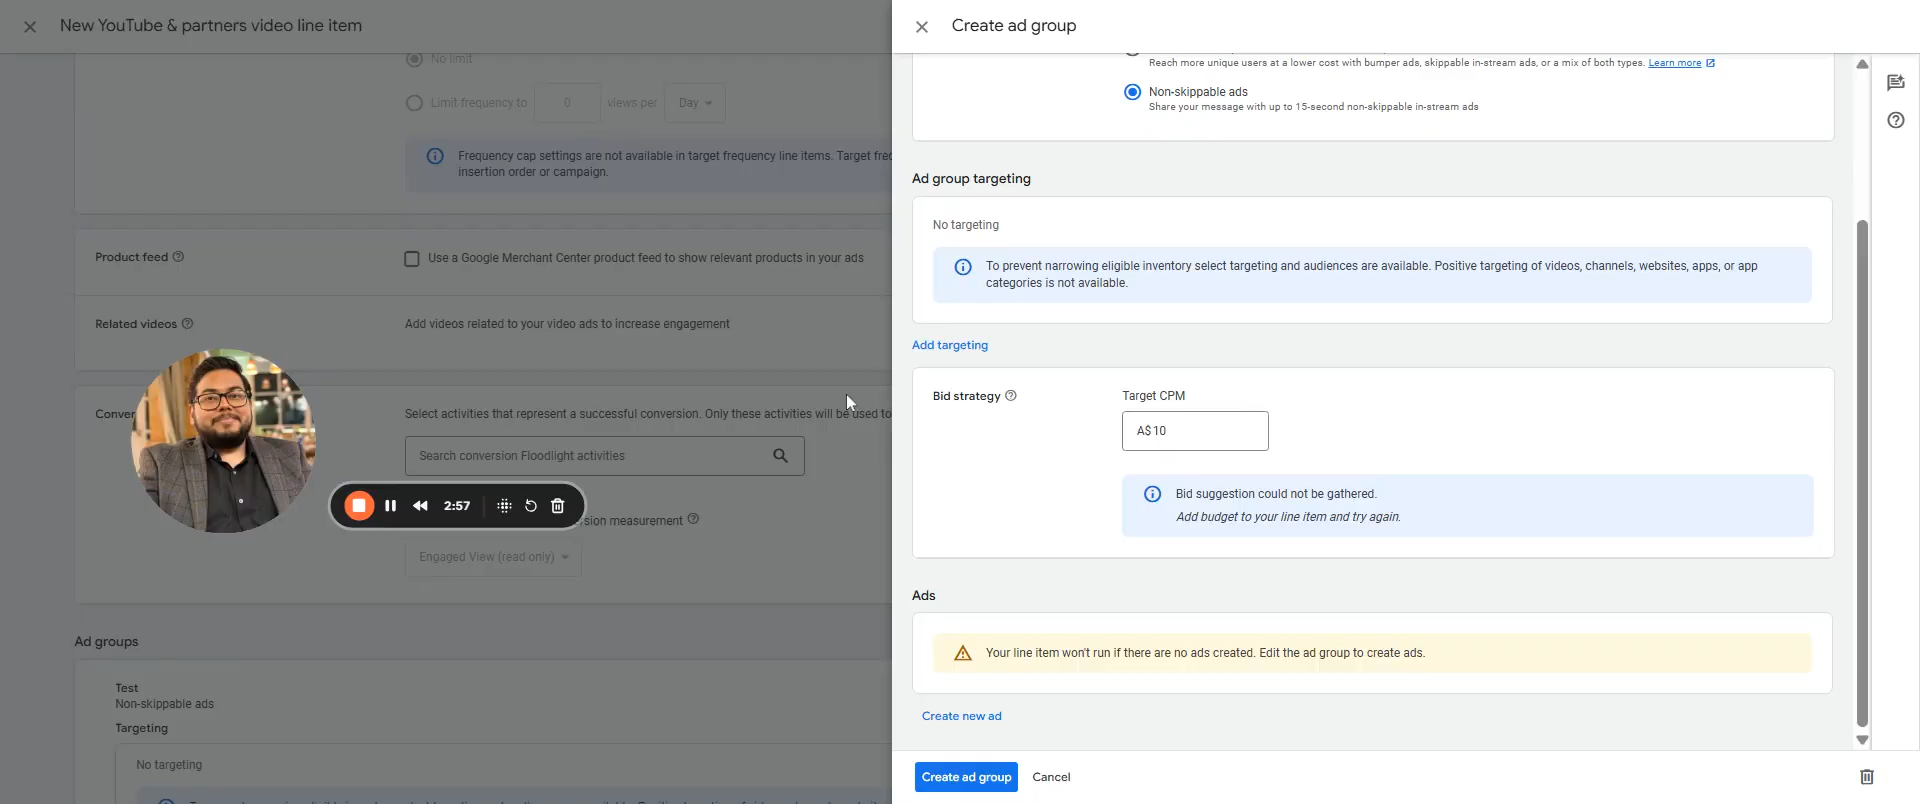 New YouTube & partners video line item
No limit
Limit frequency to 0 views per Day
Frequency cap settings are not available in target frequency line items. Target fre
insertion order or campaign.
Product feed
Use a Google Merchant Center product feed to show relevant products in your ads
Related videos
Add videos related to your video ads to increase engagement
Conver
Select activities that represent a successful conversion. Only these activities will be used to
Search conversion Floodlight activities
2:57
sion measurement
Engaged View (read only)
Ad groups
Test
Non-skippable ads
Targeting
No targeting
Create ad group
Reach more unique users at a lower cost with bumper ads, skippable in-stream ads, or a mix of both types. Learn more
Non-skippable ads
Share your message with up to 15-second non-skippable in-stream ads
Ad group targeting
No targeting
To prevent narrowing eligible inventory select targeting and audiences are available. Positive targeting of videos, channels, websites, apps, or app
categories is not available.
Add targeting
Bid strategy
Target CPM
A$ 10
Bid suggestion could not be gathered.
Add budget to your line item and try again.
Ads
Your line item won't run if there are no ads created. Edit the ad group to create ads.
Create new ad
Create ad group Cancel